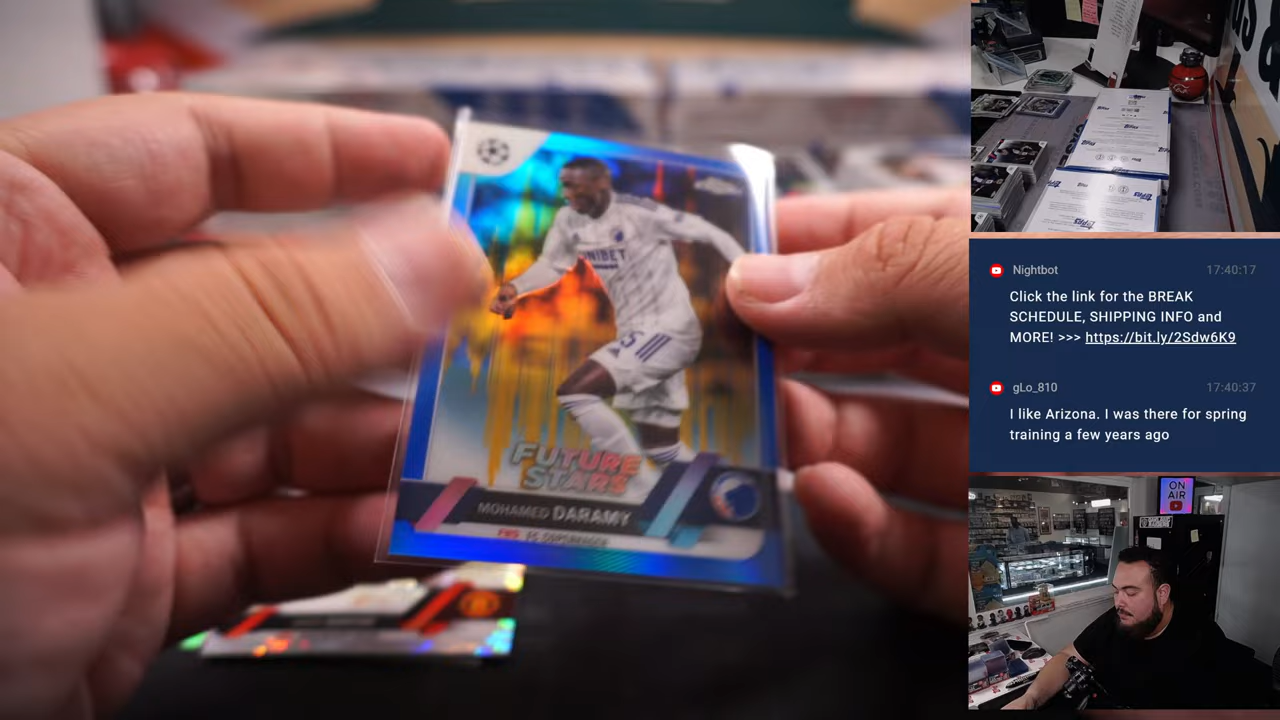 UNIBET
FUTURE
STARS
MOHAMED DARAMY
FWD
Nightbot
17:40:17
Click the link for the BREAK
SCHEDULE, SHIPPING INFO and
MORE! >>> https://bit.ly/2Sdw6K9
gLo_810
17:40:37
I like Arizona. I was there for spring
training a few years ago
ON
AIR